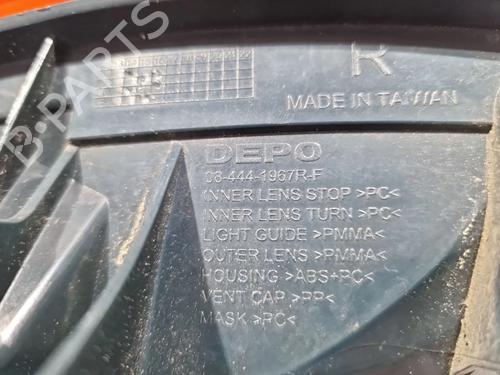 R
MADE IN TAIWAN
DEPO
08-444-1967R-F
INNER LENS STOP >PC<
INNER LENS TURN >PC<
LIGHT GUIDE >PMMA<
OUTER LENS >PMMA<
HOUSING >ABS+PC<
VENT CAP >PP<
MASK >PC<
B-PARTS